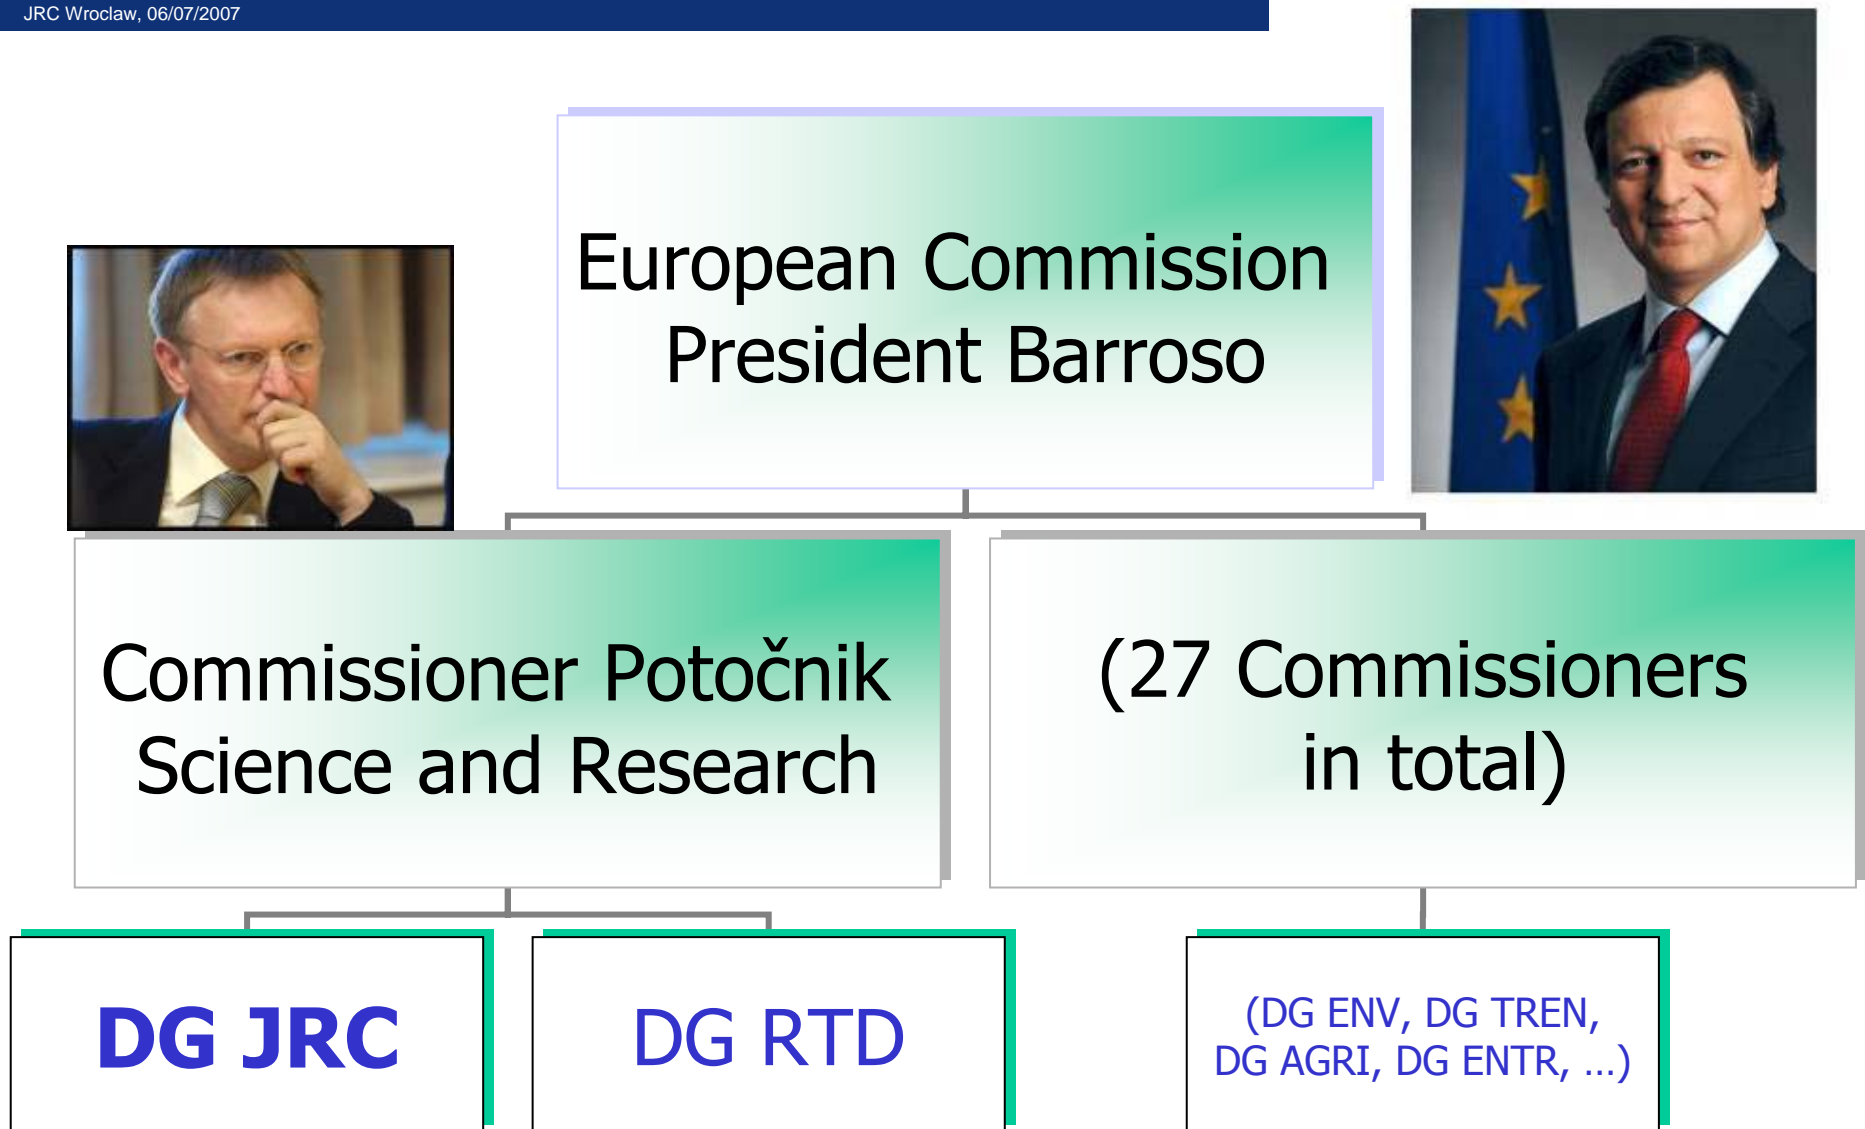 JRC Wroclaw, 06/07/2007
European Commission
President Barroso
Commissioner Potočnik
Science and Research
(27 Commissioners
in total)
DG JRC
DG RTD
(DG ENV, DG TREN,
DG AGRI, DG ENTR, …)